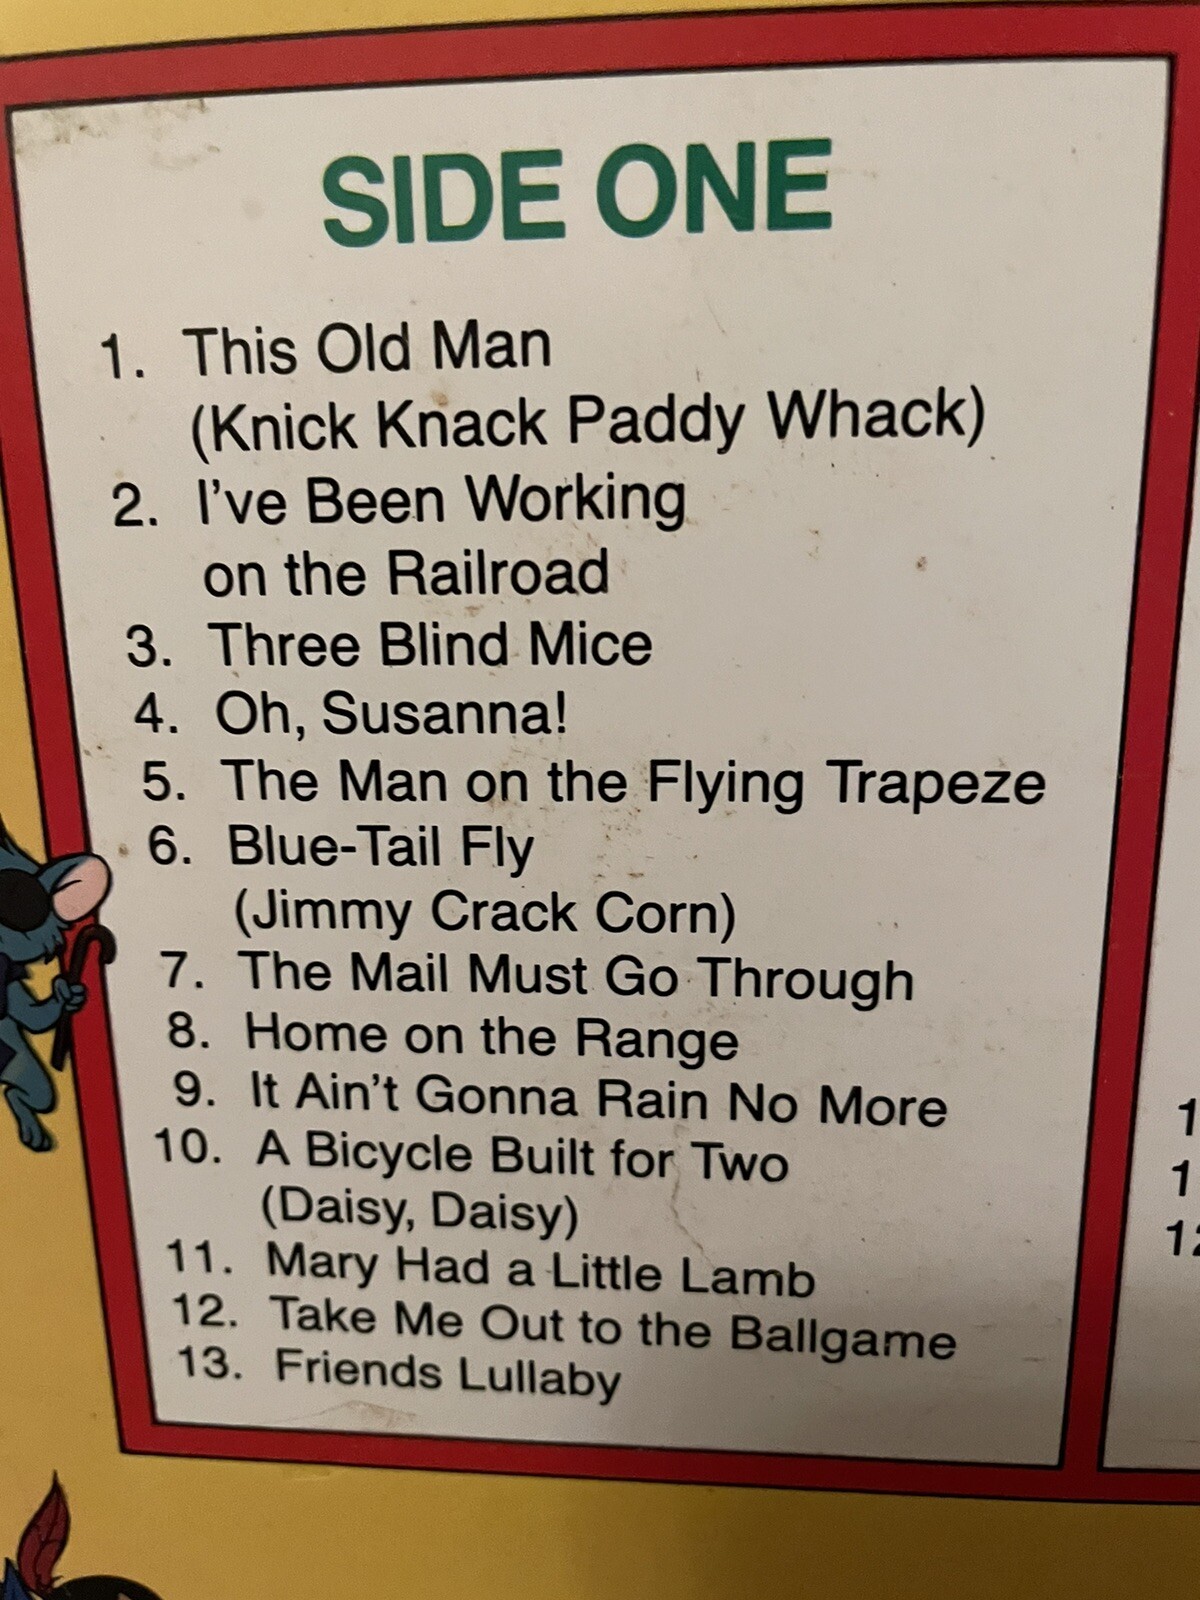 SIDE ONE
1. This Old Man
(Knick Knack Paddy Whack)
2. I've Been Working
on the Railroad
3. Three Blind Mice
4. Oh, Susanna!
5. The Man on the Flying Trapeze
6. Blue-Tail Fly
(Jimmy Crack Corn)
7. The Mail Must Go Through
8. Home on the Range
9. It Ain't Gonna Rain No More
10. A Bicycle Built for Two
(Daisy, Daisy)
11. Mary Had a Little Lamb
12. Take Me Out to the Ballgame
13. Friends Lullaby